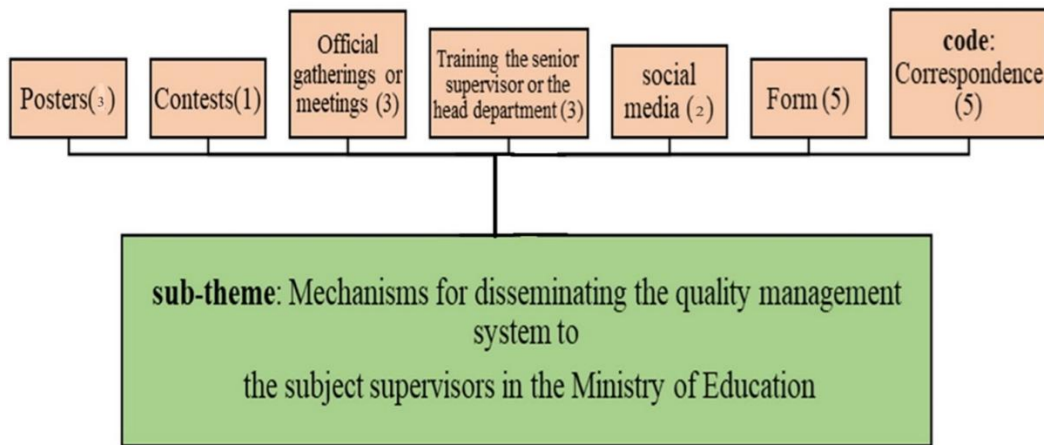 Posters(3)
Contests(1)
Official
gatherings or
meetings (3)
Training the senior
supervisor or the
head department (3)
social
media (2)
Form (5)
code:
Correspondence
(5)
sub-theme: Mechanisms for disseminating the quality management
system to
the subject supervisors in the Ministry of Education